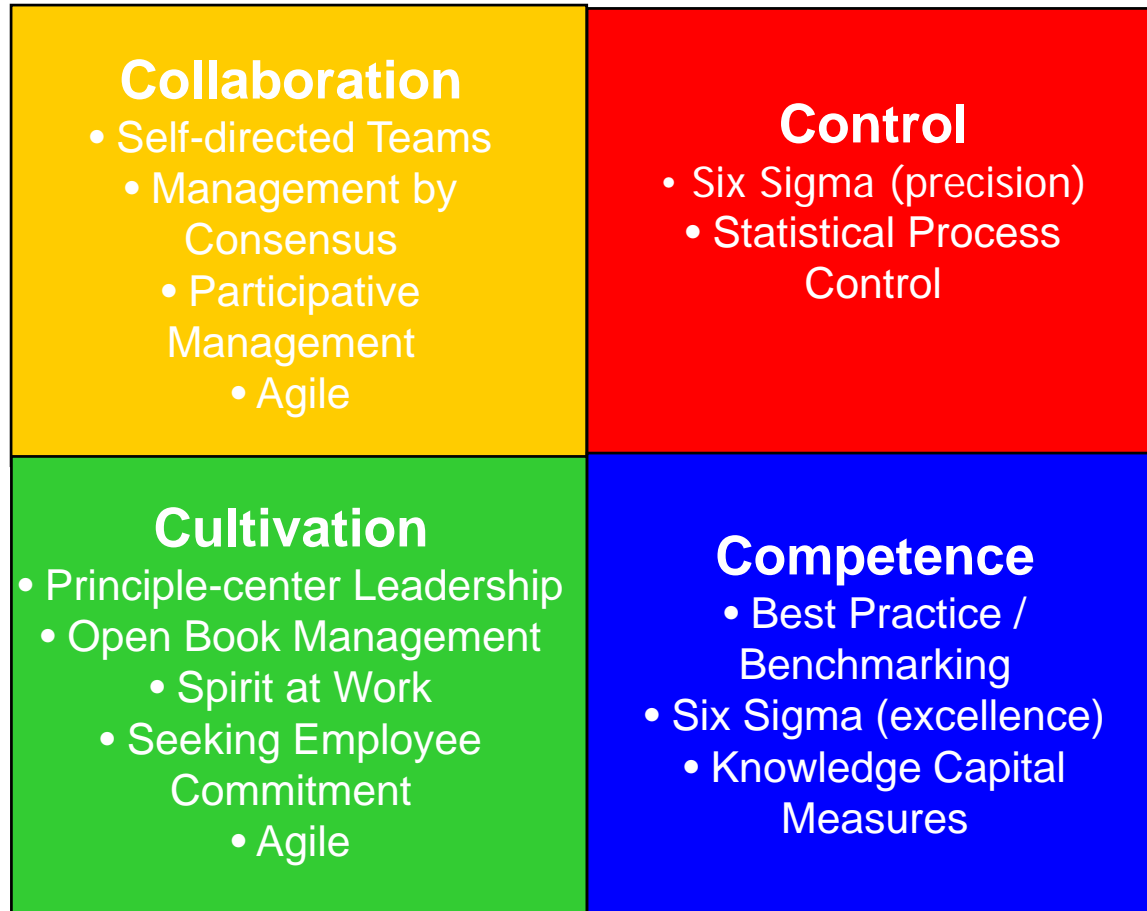 Collaboration
• Self-directed Teams
• Management by
Consensus
• Participative
Management
• Agile
Control
• Six Sigma (precision)
• Statistical Process
Control
Cultivation
• Principle-center Leadership
• Open Book Management
• Spirit at Work
• Seeking Employee
Commitment
• Agile
Competence
• Best Practice /
Benchmarking
• Six Sigma (excellence)
• Knowledge Capital
Measures